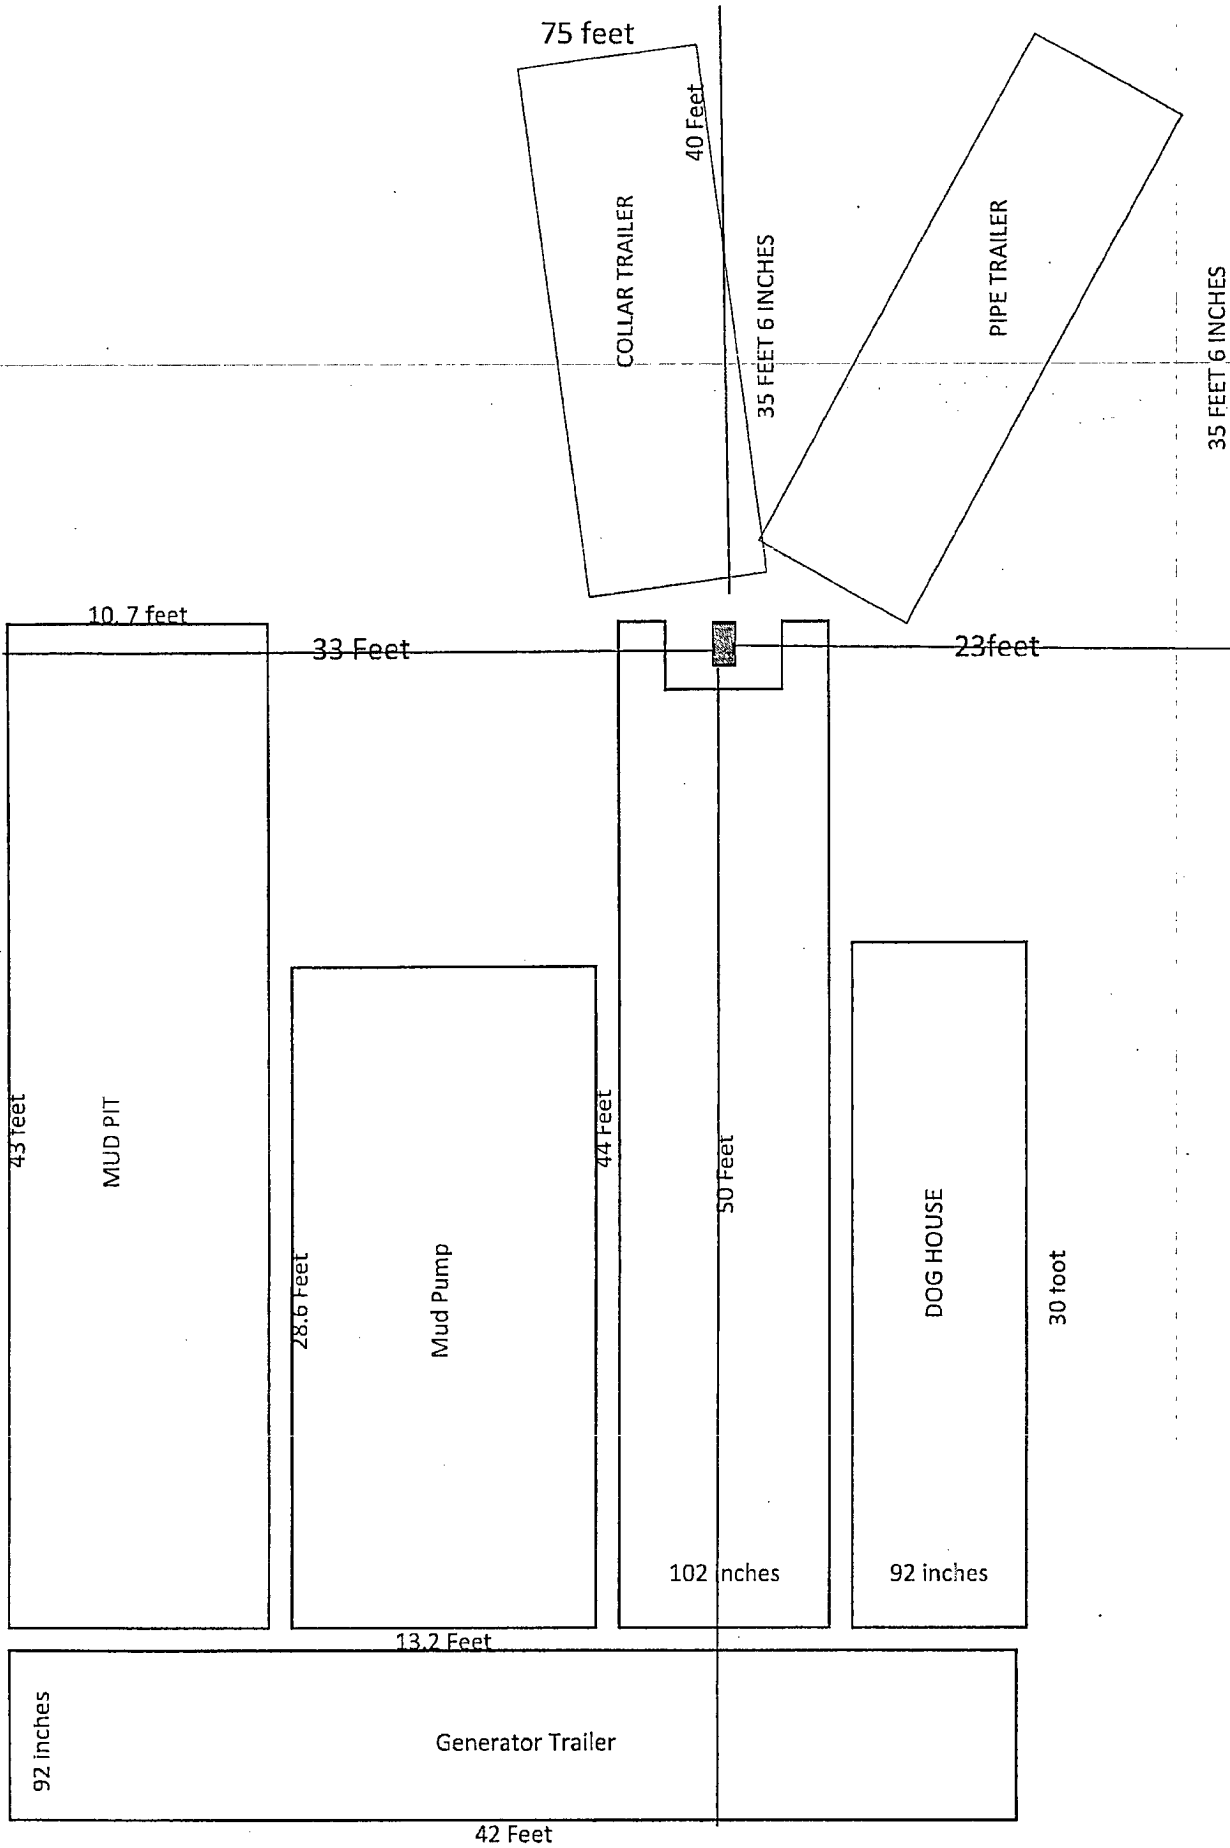 75 feet
40 Feet
COLLAR TRAILER
35 FEET 6 INCHES
PIPE TRAILER
35 FEET 6 INCHES
10. 7 feet
33 Feet
23feet
43 feet
MUD PIT
28.6 Feet
Mud Pump
44 Feet
50 Feet
DOG HOUSE
30 foot
102 inches
92 inches
13.2 Feet
92 inches
Generator Trailer
42 Feet